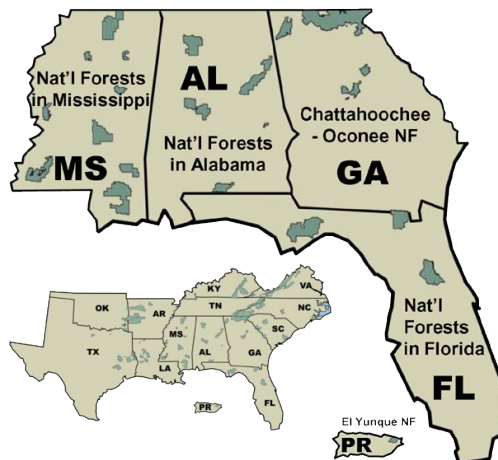 Nat'l Forests
in Mississippi
MS
AL
Nat'l Forests
in Alabama
Chattahoochee
- Oconee NF
GA
Nat'l
Forests
in Florida
FL
El Yunque NF
PR
KY
VA
OK
AR
TN
NC
MS
SC
TX
AL
GA
LA
FL
PR